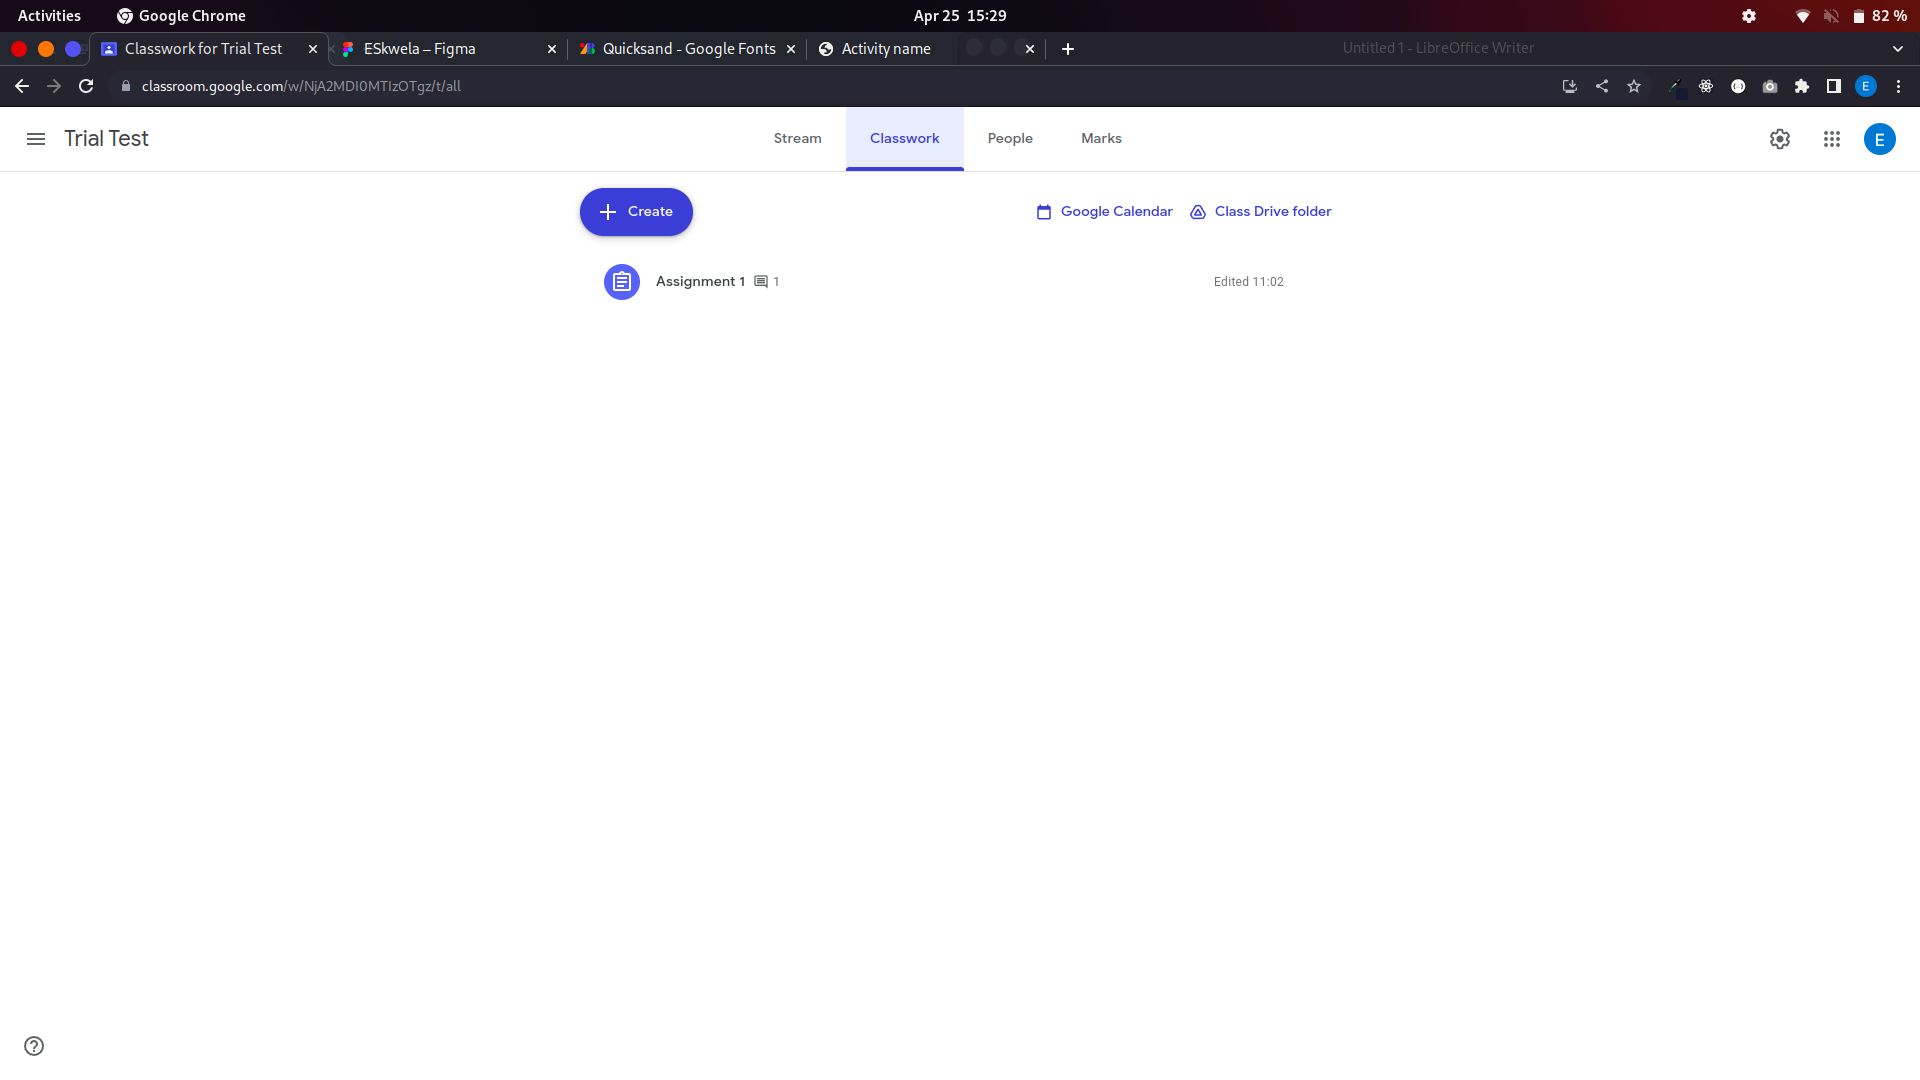 Activities Google Chrome Apr 25 15:29 82 %
Classwork for Trial Test ESkwela – Figma Quicksand - Google Fonts Activity name Untitled 1 - LibreOffice Writer
classroom.google.com/w/NjA2MDI0MTIzOTgz/t/all E
Trial Test Stream Classwork People Marks E
Create Google Calendar Class Drive folder
Assignment 1 1 Edited 11:02